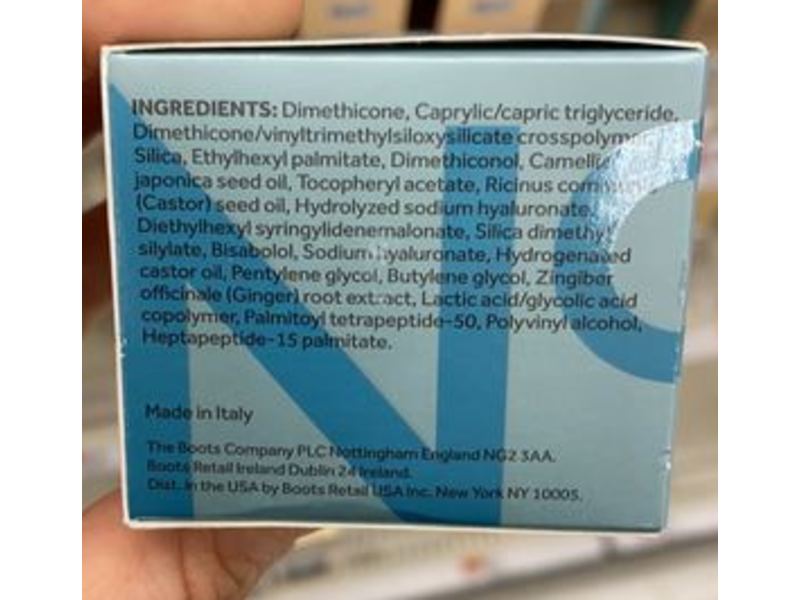 INGREDIENTS: Dimethicone, Caprylic/capric triglyceride,
Dimethicone/vinyltrimethylsiloxysilicate crosspolymer,
Silica, Ethylhexyl palmitate, Dimethiconol, Camellia
japonica seed oil, Tocopheryl acetate, Ricinus communis
(Castor) seed oil, Hydrolyzed sodium hyaluronate,
Diethylhexyl syringylidenemalonate, Silica dimethyl
silylate, Bisabolol, Sodium hyaluronate, Hydrogenated
castor oil, Pentylene glycol, Butylene glycol, Zingiber
officinale (Ginger) root extract, Lactic acid/glycolic acid
copolymer, Palmitoyl tetrapeptide-50, Polyvinyl alcohol,
Heptapeptide-15 palmitate.
Made in Italy
The Boots Company PLC Nottingham England NG2 3AA.
Boots Retail Ireland Dublin 24 Ireland.
Dist. in the USA by Boots Retail USA Inc. New York NY 10005.
No